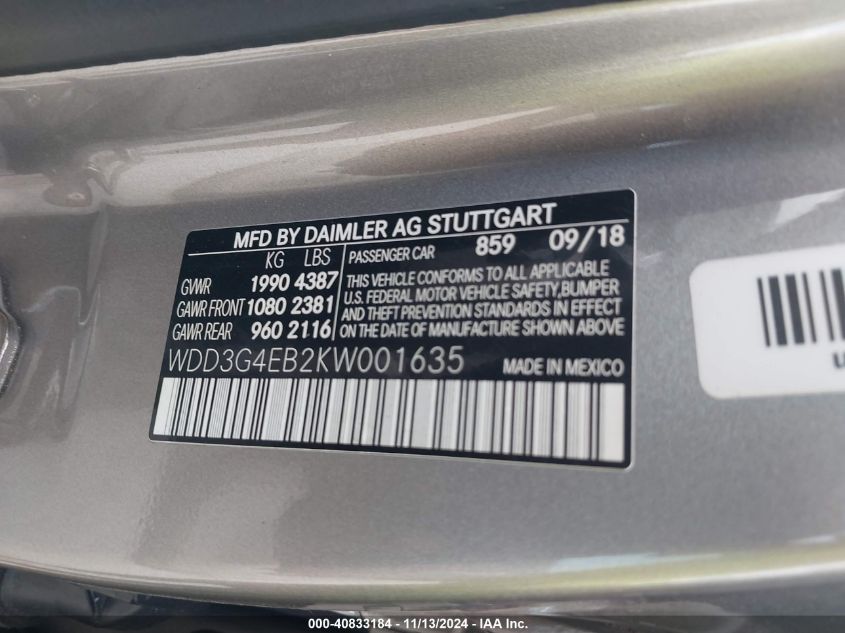 MFD BY DAIMLER AG STUTTGART
KG LBS
GVWR 1990 4387
GAWR FRONT 1080 2381
GAWR REAR 960 2116
PASSENGER CAR 859 09/18
THIS VEHICLE CONFORMS TO ALL APPLICABLE
U.S. FEDERAL MOTOR VEHICLE SAFETY,BUMPER
AND THEFT PREVENTION STANDARDS IN EFFECT
ON THE DATE OF MANUFACTURE SHOWN ABOVE
WDD3G4EB2KW001635 MADE IN MEXICO
000-40833184 - 11/13/2024 - IAA Inc.